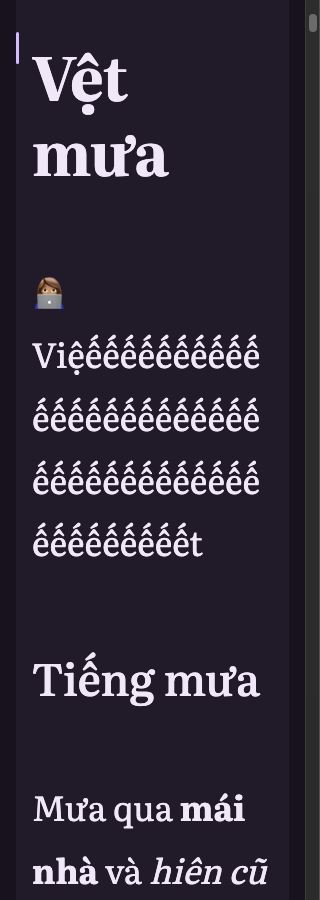 Vệt
mưa
👩🏽‍💻
Việếếếếếếếếếế
ếếếếếếếếếếếếế
ếếếếếếếếếếếếế
ếếếếếếếếết
Tiếng mưa
Mưa qua mái
nhà và hiên cũ